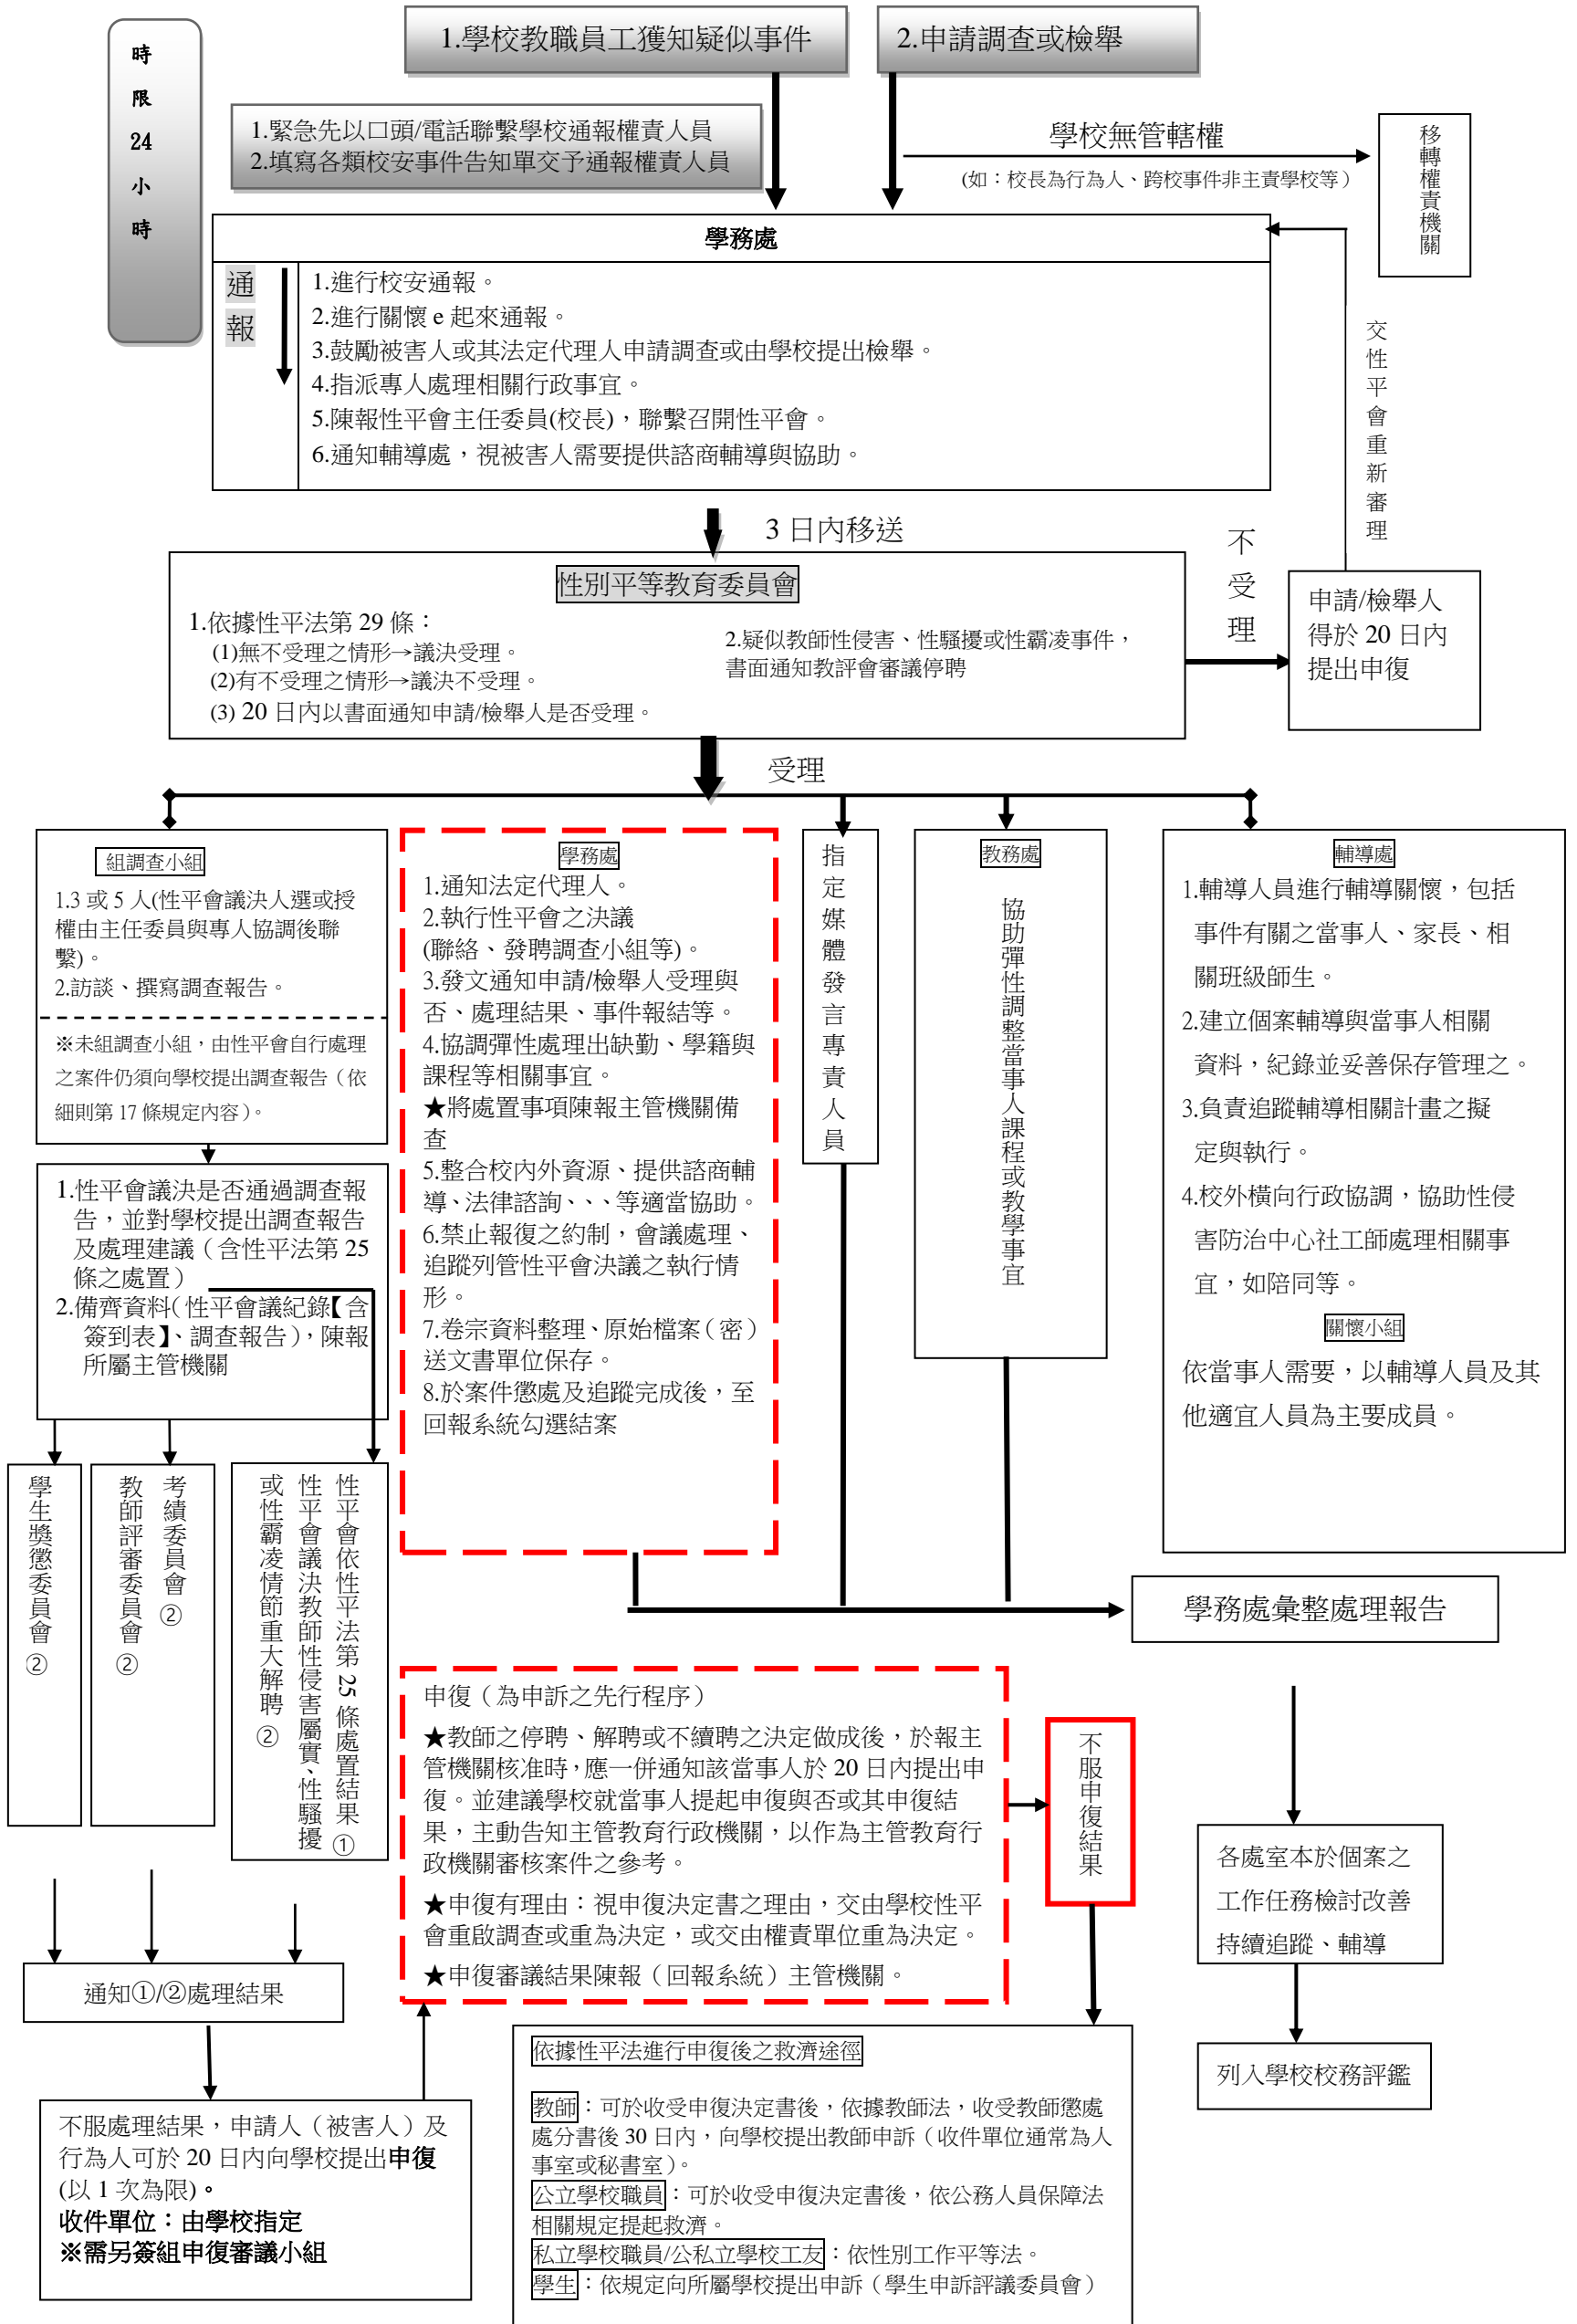 時
限
24
小
時
1.學校教職員工獲知疑似事件
2.申請調查或檢舉
1.緊急先以口頭/電話聯繫學校通報權責人員
2.填寫各類校安事件告知單交予通報權責人員
學校無管轄權
(如：校長為行為人、跨校事件非主責學校等）
移轉權責機關
學務處
通
報
1.進行校安通報。
2.進行關懷 e 起來通報。
3.鼓勵被害人或其法定代理人申請調查或由學校提出檢舉。
4.指派專人處理相關行政事宜。
5.陳報性平會主任委員(校長)，聯繫召開性平會。
6.通知輔導處，視被害人需要提供諮商輔導與協助。
交性平會重新審理
3 日內移送
不受理
性別平等教育委員會
1.依據性平法第 29 條：
(1)無不受理之情形→議決受理。
(2)有不受理之情形→議決不受理。
(3) 20 日內以書面通知申請/檢舉人是否受理。
2.疑似教師性侵害、性騷擾或性霸凌事件，
書面通知教評會審議停聘
申請/檢舉人
得於 20 日內
提出申復
受理
組調查小組
1.3 或 5 人(性平會議決人選或授
權由主任委員與專人協調後聯
繫)。
2.訪談、撰寫調查報告。
※未組調查小組，由性平會自行處理
之案件仍須向學校提出調查報告（依
細則第 17 條規定內容）。
1.性平會議決是否通過調查報
告，並對學校提出調查報告
及處理建議（含性平法第 25
條之處置）
2.備齊資料（性平會議紀錄【含
簽到表】、調查報告），陳報
所屬主管機關
學務處
1.通知法定代理人。
2.執行性平會之決議
(聯絡、發聘調查小組等)。
3.發文通知申請/檢舉人受理與
否、處理結果、事件報結等。
4.協調彈性處理出缺勤、學籍與
課程等相關事宜。
★將處置事項陳報主管機關備
查
5.整合校內外資源、提供諮商輔
導、法律諮詢、、、等適當協助。
6.禁止報復之約制，會議處理、
追蹤列管性平會決議之執行情
形。
7.卷宗資料整理、原始檔案（密）
送文書單位保存。
8.於案件懲處及追蹤完成後，至
回報系統勾選結案
指定媒體發言專責人員
教務處
協助彈性調整當事人課程或教學事宜
輔導處
1.輔導人員進行輔導關懷，包括
事件有關之當事人、家長、相
關班級師生。
2.建立個案輔導與當事人相關
資料，紀錄並妥善保存管理之。
3.負責追蹤輔導相關計畫之擬
定與執行。
4.校外橫向行政協調，協助性侵
害防治中心社工師處理相關事
宜，如陪同等。
關懷小組
依當事人需要，以輔導人員及其
他適宜人員為主要成員。
學生獎懲委員會②
考績委員會②
教師評審委員會②
性平會依性平法第 25 條處置結果①
性平會議決教師性侵害屬實、性騷擾
或性霸凌情節重大解聘②
學務處彙整處理報告
申復（為申訴之先行程序）
★教師之停聘、解聘或不續聘之決定做成後，於報主
管機關核准時，應一併通知該當事人於 20 日內提出申
復。並建議學校就當事人提起申復與否或其申復結
果，主動告知主管教育行政機關，以作為主管教育行
政機關審核案件之參考。
★申復有理由：視申復決定書之理由，交由學校性平
會重啟調查或重為決定，或交由權責單位重為決定。
★申復審議結果陳報（回報系統）主管機關。
不服申復結果
各處室本於個案之
工作任務檢討改善
持續追蹤、輔導
通知①/②處理結果
列入學校校務評鑑
不服處理結果，申請人（被害人）及
行為人可於 20 日內向學校提出申復
(以 1 次為限)。
收件單位：由學校指定
※需另簽組申復審議小組
依據性平法進行申復後之救濟途徑
教師：可於收受申復決定書後，依據教師法，收受教師懲處
處分書後 30 日內，向學校提出教師申訴（收件單位通常為人
事室或秘書室）。
公立學校職員：可於收受申復決定書後，依公務人員保障法
相關規定提起救濟。
私立學校職員/公私立學校工友：依性別工作平等法。
學生：依規定向所屬學校提出申訴（學生申訴評議委員會）